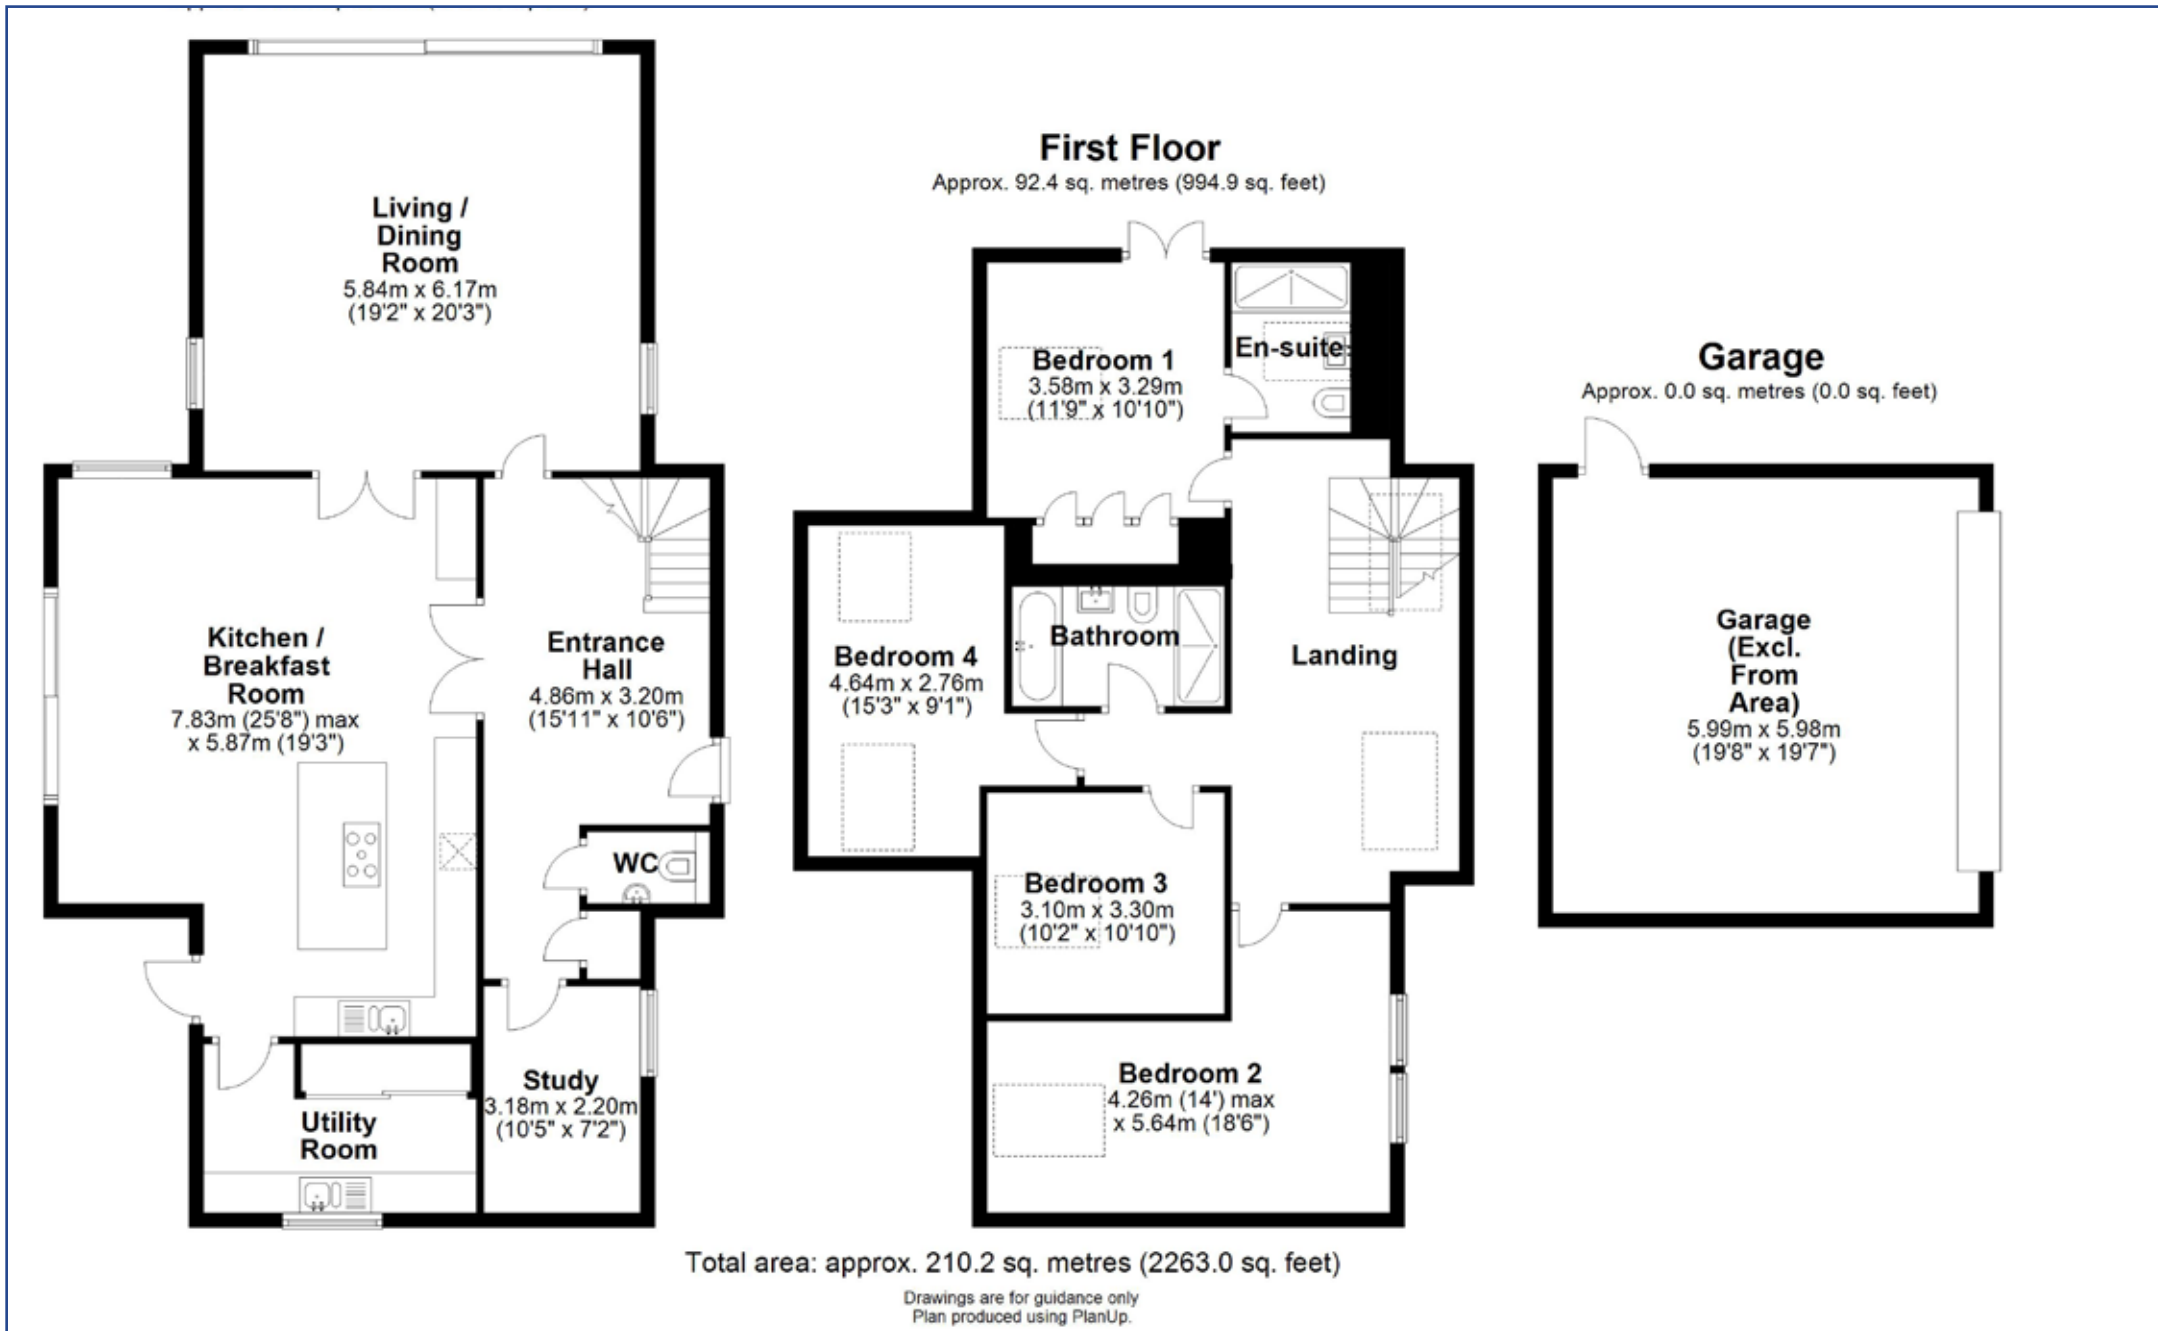 Living /
Dining
Room
5.84m x 6.17m
(19'2" x 20'3")
Kitchen /
Breakfast
Room
7.83m (25'8") max
x 5.87m (19'3")
Entrance
Hall
4.86m x 3.20m
(15'11" x 10'6")
WC
Study
3.18m x 2.20m
(10'5" x 7'2")
Utility
Room
First Floor
Approx. 92.4 sq. metres (994.9 sq. feet)
Bedroom 1
3.58m x 3.29m
(11'9" x 10'10")
En-suite
Bedroom 4
4.64m x 2.76m
(15'3" x 9'1")
Bathroom
Landing
Bedroom 3
3.10m x 3.30m
(10'2" x 10'10")
Bedroom 2
4.26m (14') max
x 5.64m (18'6")
Garage
Approx. 0.0 sq. metres (0.0 sq. feet)
Garage
(Excl.
From
Area)
5.99m x 5.98m
(19'8" x 19'7")
Total area: approx. 210.2 sq. metres (2263.0 sq. feet)
Drawings are for guidance only
Plan produced using PlanUp.